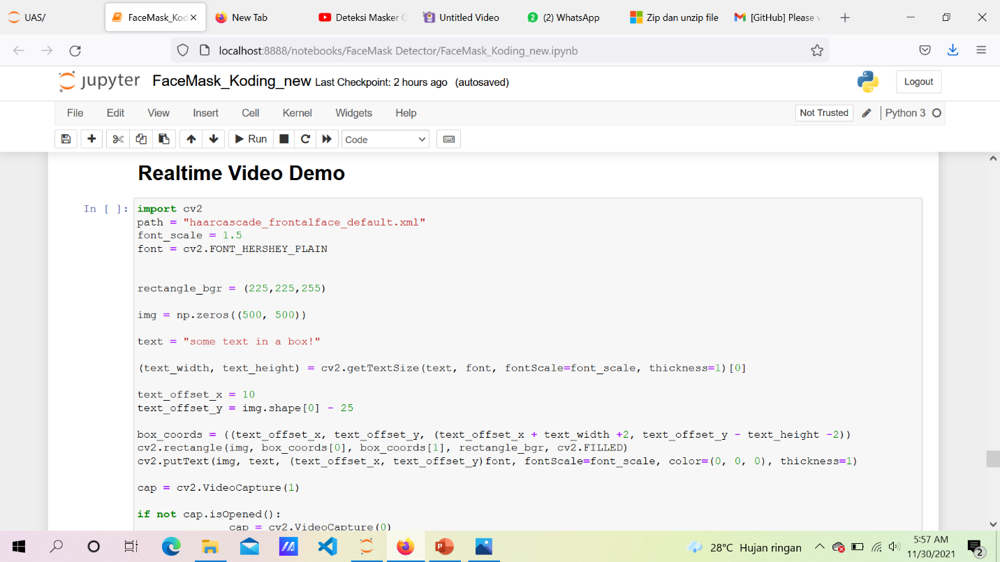 UAS/
FaceMask_Kod
New Tab
Deteksi Masker C
Untitled Video
(2) WhatsApp
Zip dan unzip file
[GitHub] Please v
localhost:8888/notebooks/FaceMask Detector/FaceMask_Koding_new.ipynb
jupyter FaceMask_Koding_new Last Checkpoint: 2 hours ago (autosaved)
Logout
File Edit View Insert Cell Kernel Widgets Help
Not Trusted Python 3
Run
Code
Realtime Video Demo
In [ ]: import cv2
path = "haarcascade_frontalface_default.xml"
font_scale = 1.5
font = cv2.FONT_HERSHEY_PLAIN
rectangle_bgr = (225,225,255)
img = np.zeros((500, 500))
text = "some text in a box!"
(text_width, text_height) = cv2.getTextSize(text, font, fontScale=font_scale, thickness=1)[0]
text_offset_x = 10
text_offset_y = img.shape[0] - 25
box_coords = ((text_offset_x, text_offset_y, (text_offset_x + text_width +2, text_offset_y - text_height -2))
cv2.rectangle(img, box_coords[0], box_coords[1], rectangle_bgr, cv2.FILLED)
cv2.putText(img, text, (text_offset_x, text_offset_y)font, fontScale=font_scale, color=(0, 0, 0), thickness=1)
cap = cv2.VideoCapture(1)
if not cap.isOpened():
cap = cv2.VideoCapture(0)
28°C Hujan ringan
5:57 AM
11/30/2021
2